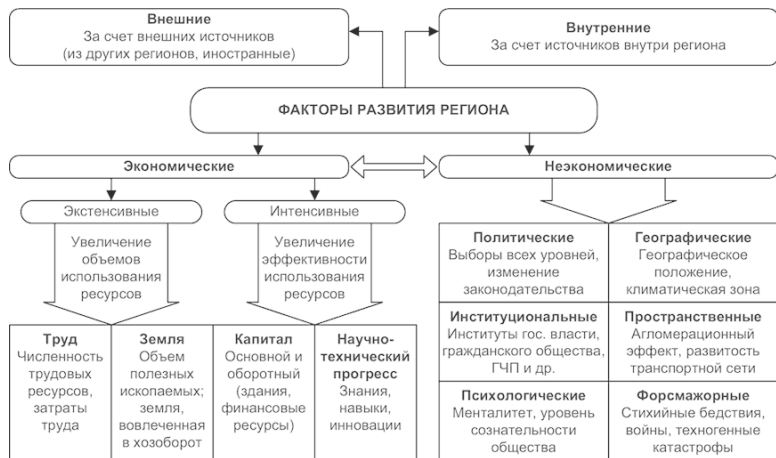 Внешние
За счет внешних источников
(из других регионов, иностранные)
Внутренние
За счет источников внутри региона
ФАКТОРЫ РАЗВИТИЯ РЕГИОНА
Экономические
Неэкономические
Экстенсивные
Интенсивные
Увеличение
объемов
использования
ресурсов
Увеличение
эффективности
использования
ресурсов
Труд
Численность
трудовых
ресурсов,
затраты
труда
Земля
Объем
полезных
ископаемых;
земля,
вовлеченная
в хозоборот
Капитал
Основной и
оборотный
(здания,
финансовые
ресурсы)
Научно-
технический
прогресс
Знания,
навыки,
инновации
Политические
Выборы всех уровней,
изменение
законодательства
Географические
Географическое
положение,
климатическая зона
Институциональные
Институты гос. власти,
гражданского общества,
ГЧП и др.
Пространственные
Агломерационный
эффект, развитость
транспортной сети
Психологические
Менталитет, уровень
сознательности
общества
Форсмажорные
Стихийные бедствия,
войны, техногенные
катастрофы